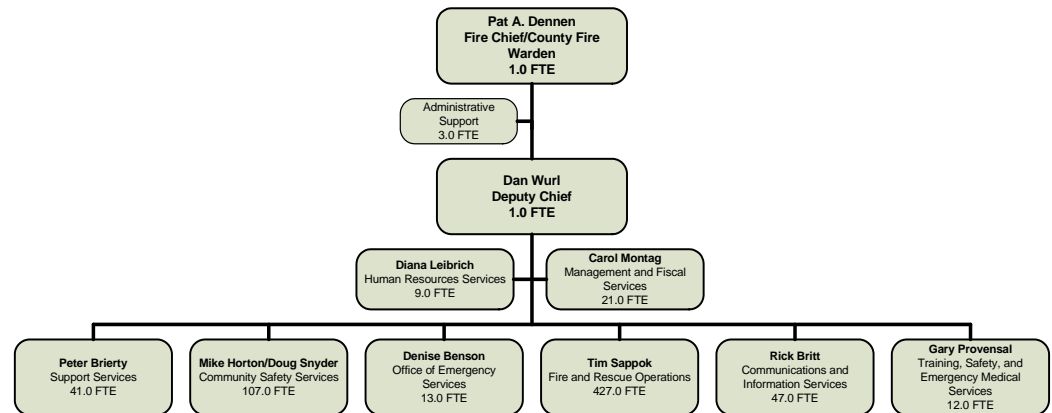 Pat A. Dennen
Fire Chief/County Fire
Warden
1.0 FTE
Administrative
Support
3.0 FTE
Dan Wurl
Deputy Chief
1.0 FTE
Diana Leibrich
Human Resources Services
9.0 FTE
Carol Montag
Management and Fiscal
Services
21.0 FTE
Peter Brierty
Support Services
41.0 FTE
Mike Horton/Doug Snyder
Community Safety Services
107.0 FTE
Denise Benson
Office of Emergency
Services
13.0 FTE
Tim Sappok
Fire and Rescue Operations
427.0 FTE
Rick Britt
Communications and
Information Services
47.0 FTE
Gary Provensal
Training, Safety, and
Emergency Medical
Services
12.0 FTE